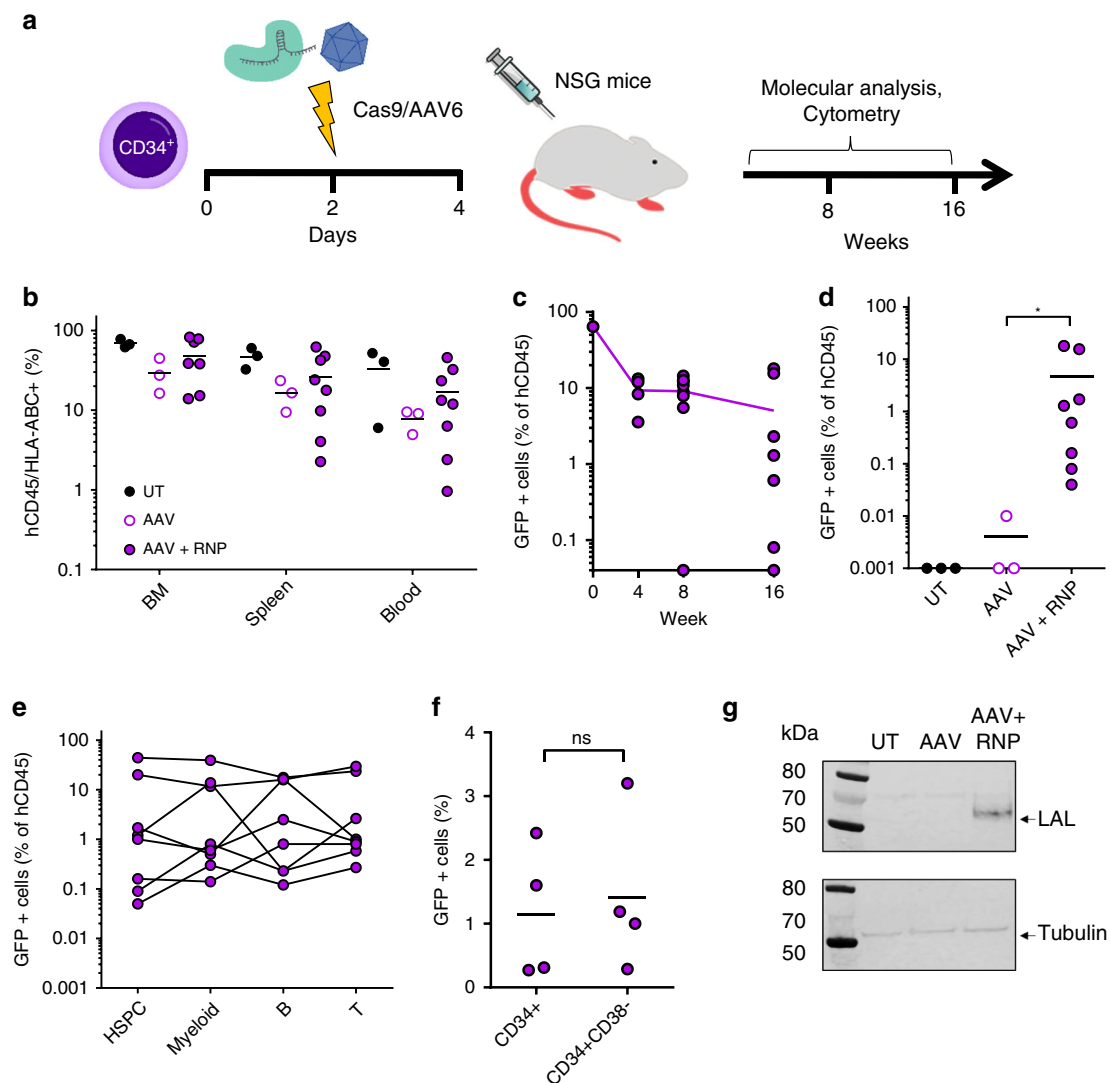 a
CD34+
Cas9/AAV6
0
2
4
Days
NSG mice
Molecular analysis,
Cytometry
8
16
Weeks
b
hCD45/HLA-ABC+ (%)
100
10
1
0.1
UT
AAV
AAV + RNP
BM
Spleen
Blood
c
GFP + cells (% of hCD45)
100
10
1
0.1
0
4
8
16
Week
d
GFP + cells (% of hCD45)
100
10
1
0.1
0.01
0.001
*
UT
AAV
AAV + RNP
e
GFP + cells (% of hCD45)
100
10
1
0.1
0.01
0.001
HSPC
Myeloid
B
T
f
GFP + cells (%)
4
3
2
1
0
ns
CD34+
CD34+CD38-
g
kDa
UT
AAV
AAV+
RNP
80
70
50
LAL
80
70
50
Tubulin